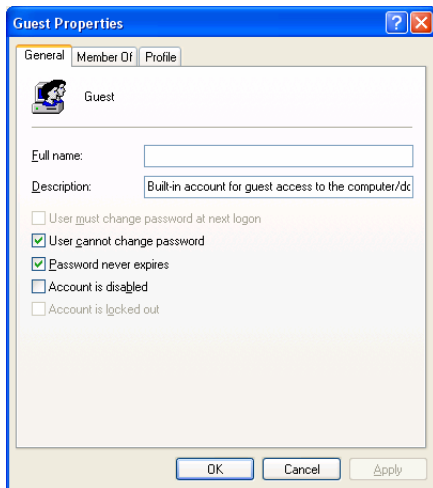 Guest Properties
General Member Of Profile
Guest
Full name:
Description: Built-in account for guest access to the computer/dc
User must change password at next logon
User cannot change password
Password never expires
Account is disabled
Account is locked out
OK Cancel Apply